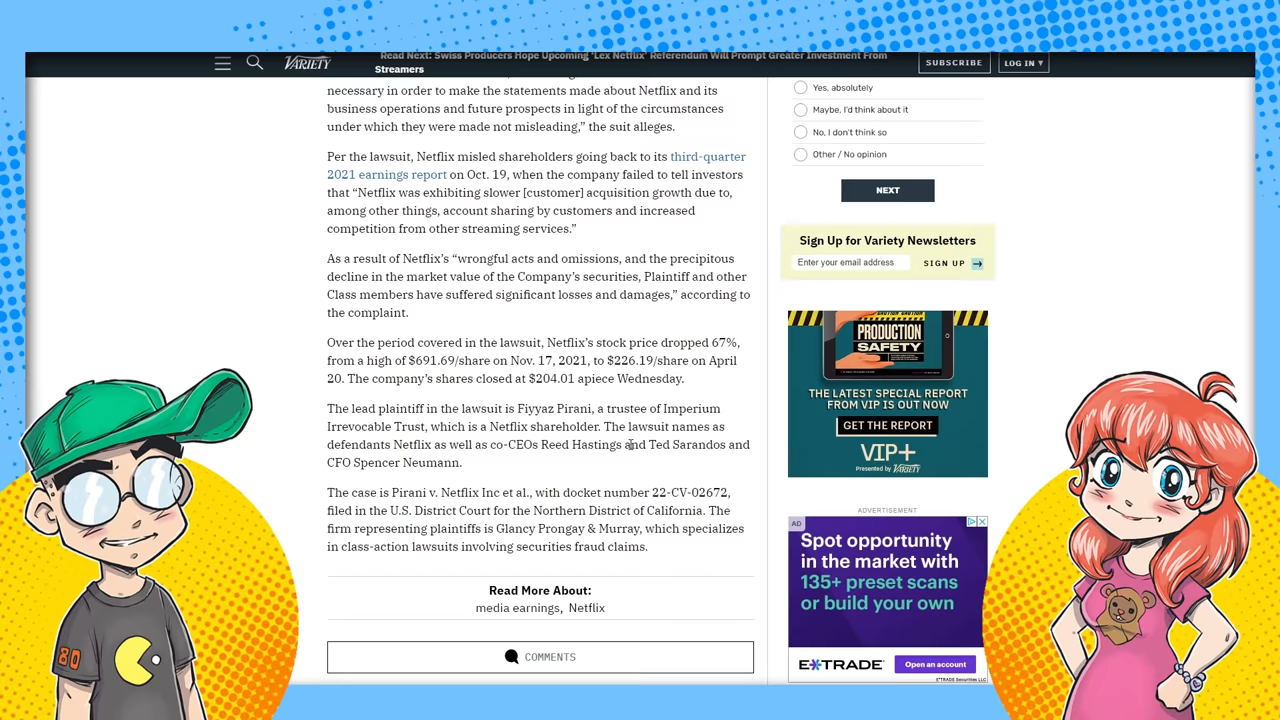 Read Next: Swiss Producers Hope Upcoming 'Lex Netflix' Referendum Will Prompt Greater Investment From
Streamers
VARIETY
SUBSCRIBE
LOG IN ▾
necessary in order to make the statements made about Netflix and its
business operations and future prospects in light of the circumstances
under which they were made not misleading,” the suit alleges.
Per the lawsuit, Netflix misled shareholders going back to its third-quarter
2021 earnings report on Oct. 19, when the company failed to tell investors
that “Netflix was exhibiting slower [customer] acquisition growth due to,
among other things, account sharing by customers and increased
competition from other streaming services.”
As a result of Netflix’s “wrongful acts and omissions, and the precipitous
decline in the market value of the Company’s securities, Plaintiff and other
Class members have suffered significant losses and damages,” according to
the complaint.
Over the period covered in the lawsuit, Netflix’s stock price dropped 67%,
from a high of $691.69/share on Nov. 17, 2021, to $226.19/share on April
20. The company’s shares closed at $204.01 apiece Wednesday.
The lead plaintiff in the lawsuit is Fiyyaz Pirani, a trustee of Imperium
Irrevocable Trust, which is a Netflix shareholder. The lawsuit names as
defendants Netflix as well as co-CEOs Reed Hastings and Ted Sarandos and
CFO Spencer Neumann.
The case is Pirani v. Netflix Inc et al., with docket number 22-CV-02672,
filed in the U.S. District Court for the Northern District of California. The
firm representing plaintiffs is Glancy Prongay & Murray, which specializes
in class-action lawsuits involving securities fraud claims.
Read More About:
media earnings, Netflix
COMMENTS
Yes, absolutely
Maybe, I'd think about it
No, I don't think so
Other / No opinion
NEXT
Sign Up for Variety Newsletters
Enter your email address
SIGN UP →
PRODUCTION
SAFETY
THE LATEST SPECIAL REPORT
FROM VIP IS OUT NOW
GET THE REPORT
VIP+
Presented by VARIETY
ADVERTISEMENT
AD
Spot opportunity
in the market with
135+ preset scans
or build your own
E*TRADE
Open an account
E*TRADE Securities LLC
80